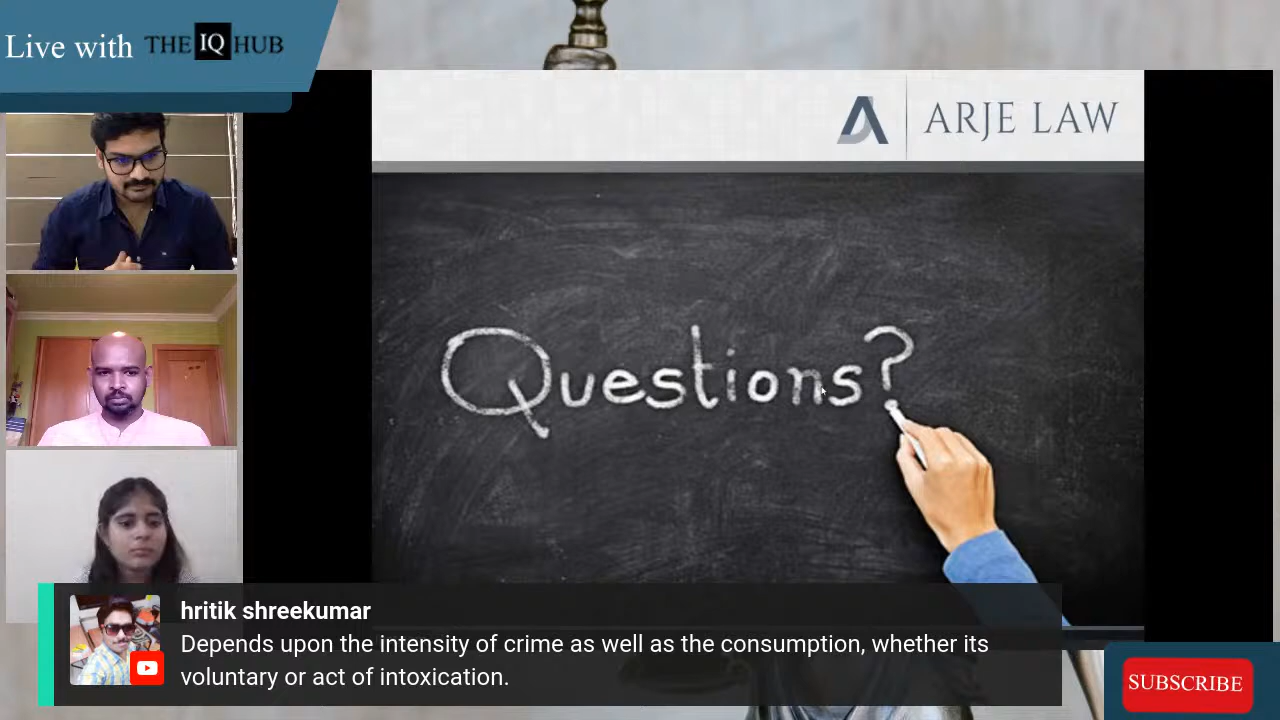 Live with THE IQ HUB
ARJE LAW
Questions?
hritik shreekumar
Depends upon the intensity of crime as well as the consumption, whether its
voluntary or act of intoxication.
SUBSCRIBE